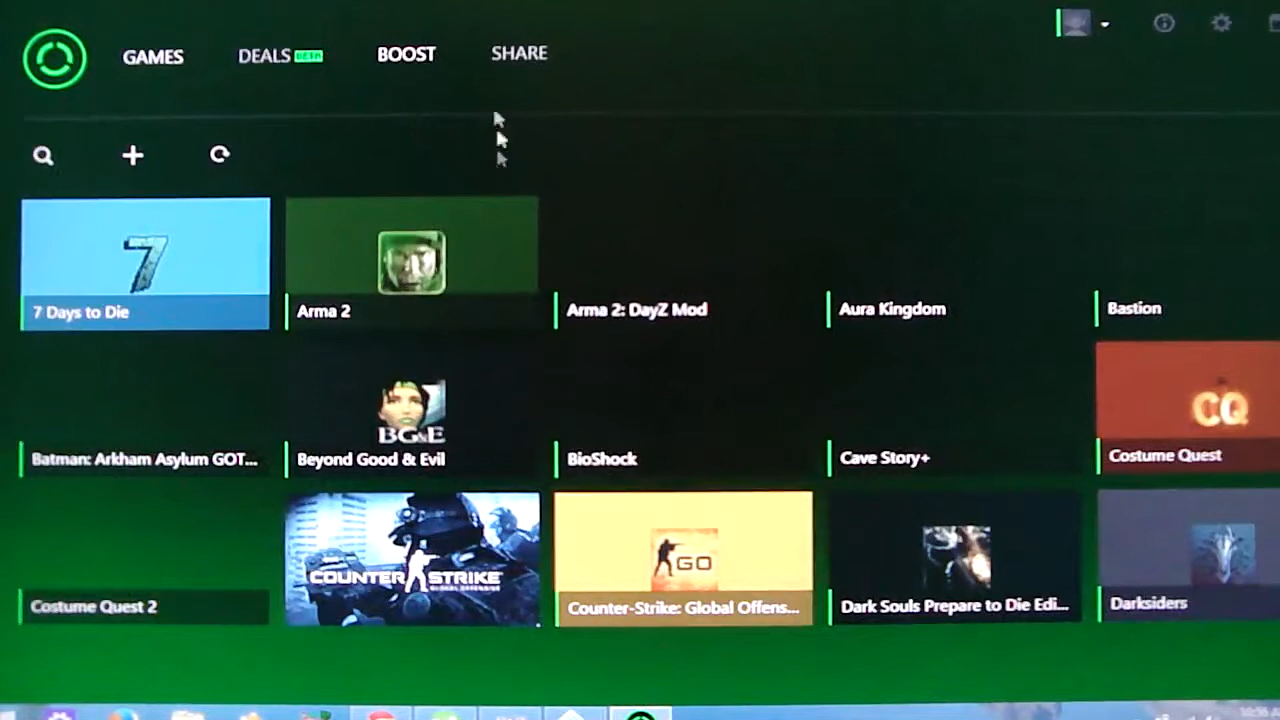 GAMES
DEALS BETA
BOOST
SHARE
7
7 Days to Die
Arma 2
Arma 2: DayZ Mod
Aura Kingdom
Bastion
Batman: Arkham Asylum GOT...
BG&E
Beyond Good & Evil
BioShock
Cave Story+
CQ
Costume Quest
Costume Quest 2
COUNTER STRIKE
GLOBAL OFFENSIVE
GO
Counter-Strike: Global Offens...
Dark Souls Prepare to Die Edi...
Darksiders